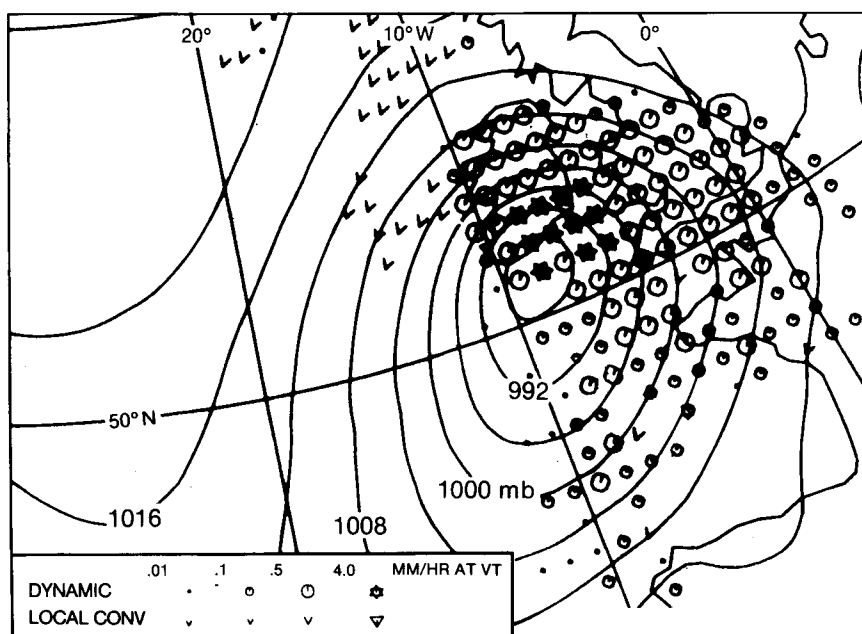 20° 10° W 0°
992
50° N
1000 mb
1016 1008
.01 .1 .5 4.0 MM/HR AT VT
DYNAMIC
LOCAL CONV